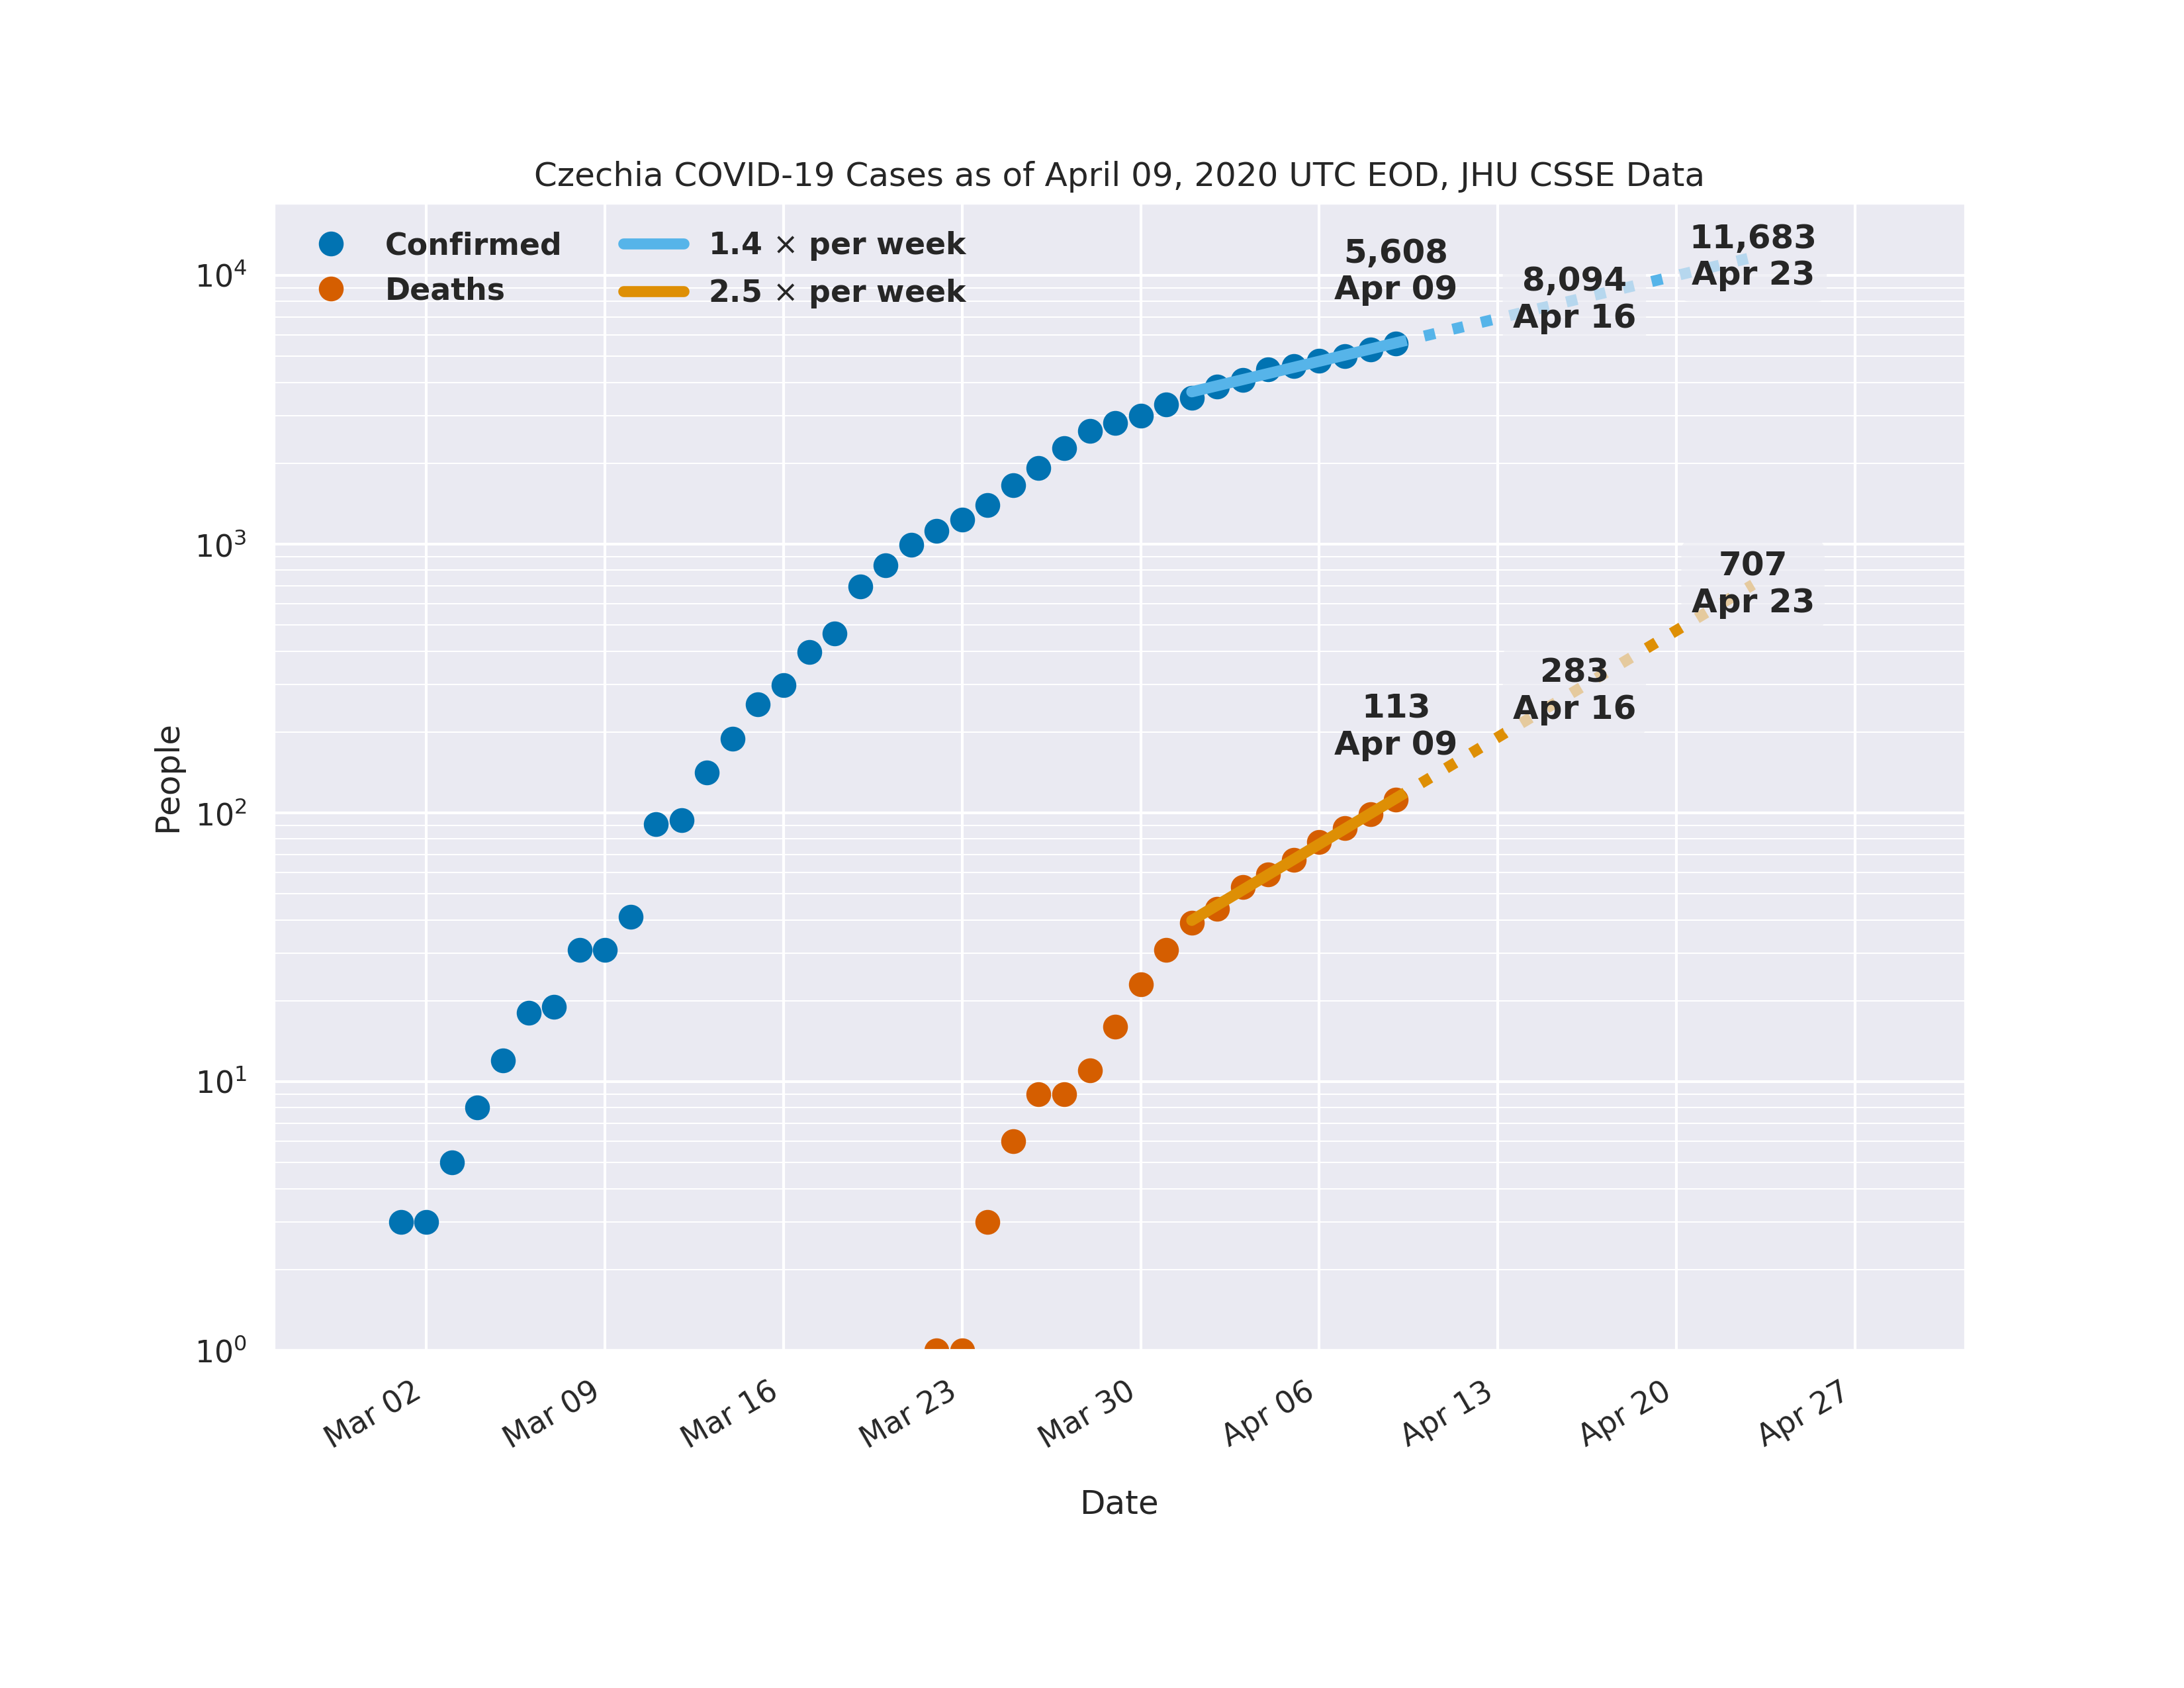 Czechia COVID-19 Cases as of April 09, 2020 UTC EOD, JHU CSSE Data
Confirmed
Deaths
1.4 × per week
2.5 × per week
5,608
Apr 09
8,094
Apr 16
11,683
Apr 23
707
Apr 23
283
Apr 16
113
Apr 09
People
10⁴
10³
10²
10¹
10⁰
Mar 02
Mar 09
Mar 16
Mar 23
Mar 30
Apr 06
Apr 13
Apr 20
Apr 27
Date